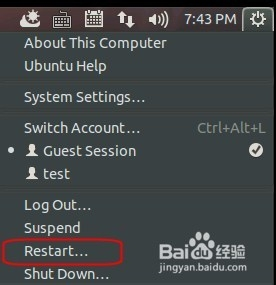 7:43 PM
About This Computer
Ubuntu Help
System Settings...
Switch Account... Ctrl+Alt+L
Guest Session
test
Log Out...
Suspend
Restart...
Shut Down...
Baidu 经验
jingyan.baidu.com